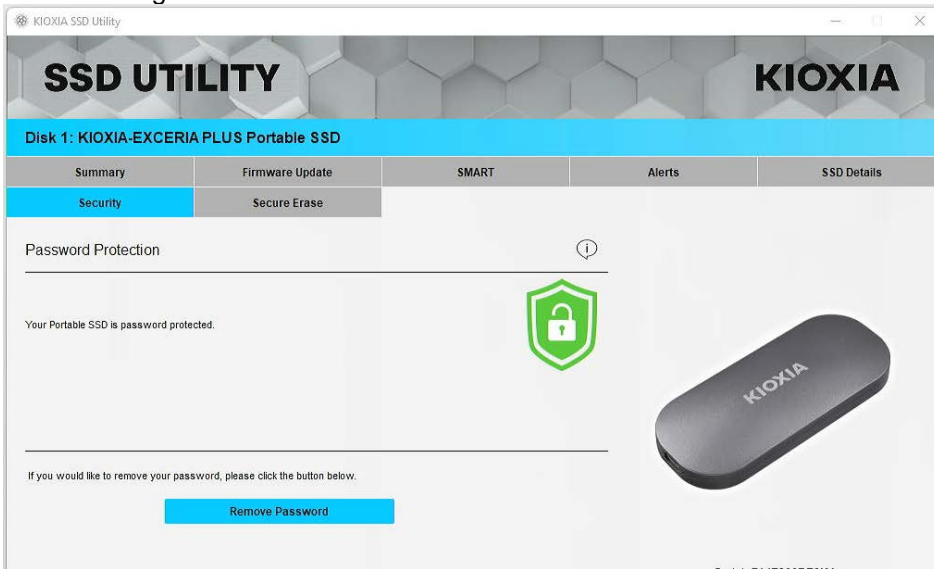 KIOXIA SSD Utility
SSD UTILITY
KIOXIA
Disk 1: KIOXIA-EXCERIA PLUS Portable SSD
Summary
Firmware Update
SMART
Alerts
SSD Details
Security
Secure Erase
Password Protection
Your Portable SSD is password protected.
KIOXIA
If you would like to remove your password, please click the button below.
Remove Password